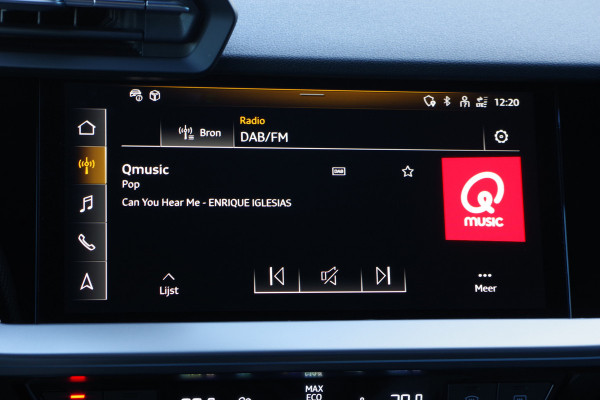 12:20
Radio
Bron
DAB/FM
Qmusic
DAB
Pop
Can You Hear Me - ENRIQUE IGLESIAS
Q
MUSIC
Lijst
Meer
MAX
ECO